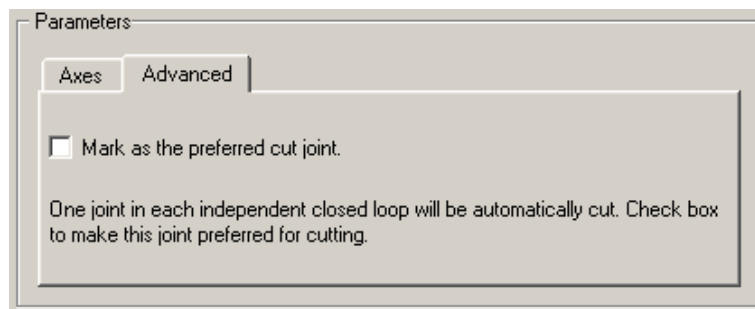 Parameters
Axes
Advanced
Mark as the preferred cut joint.
One joint in each independent closed loop will be automatically cut. Check box
to make this joint preferred for cutting.